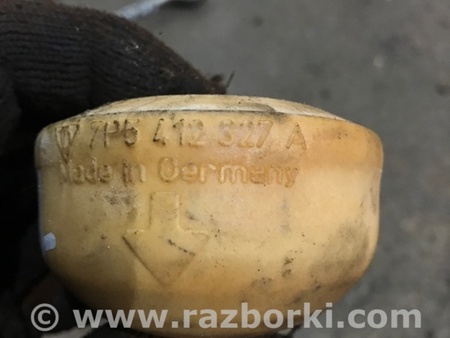 7P6 412 327 A
Made in Germany
© www.razborki.com